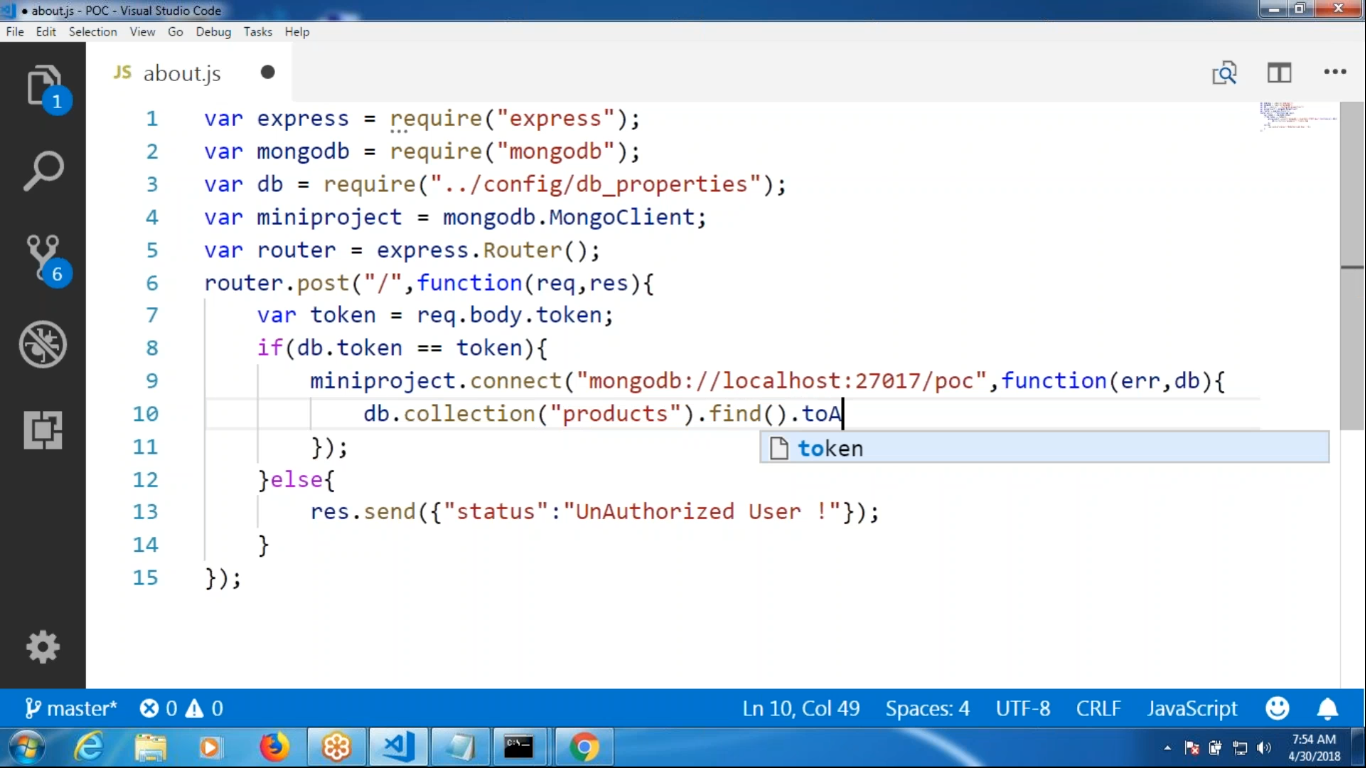 ● about.js - POC - Visual Studio Code
File Edit Selection View Go Debug Tasks Help
JS about.js ●
1 var express = require("express");
2 var mongodb = require("mongodb");
3 var db = require("../config/db_properties");
4 var miniproject = mongodb.MongoClient;
5 var router = express.Router();
6 router.post("/",function(req,res){
7 var token = req.body.token;
8 if(db.token == token){
9 miniproject.connect("mongodb://localhost:27017/poc",function(err,db){
10 db.collection("products").find().toA
token
11 });
12 }else{
13 res.send({"status":"UnAuthorized User !"});
14 }
15 });
1
6
master* 0 0 Ln 10, Col 49 Spaces: 4 UTF-8 CRLF JavaScript
7:54 AM
4/30/2018